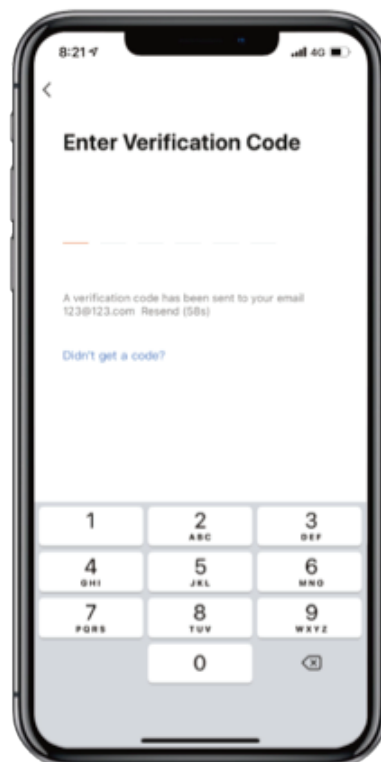 8:21
4G
Enter Verification Code
A verification code has been sent to your email
123@123.com Resend (58s)
Didn't get a code?
1
2
ABC
3
DEF
4
GHI
5
JKL
6
MNO
7
PQRS
8
TUV
9
WXYZ
0